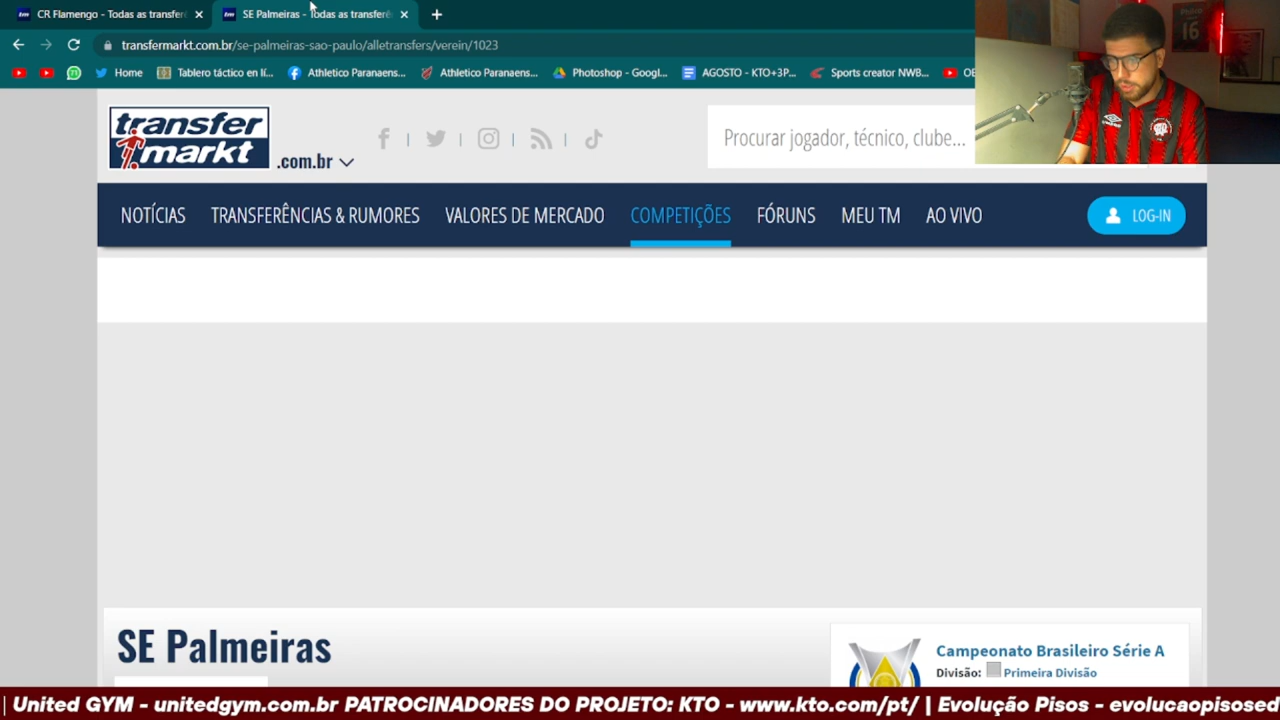 CR Flamengo - Todas as transferê
SE Palmeiras - Todas as transferê
transfermarkt.com.br/se-palmeiras-sao-paulo/alletransfers/verein/1023
Home
Tablero táctico en lí...
Athletico Paranaens...
Athletico Paranaens...
Photoshop - Googl...
AGOSTO - KTO+3P...
Sports creator NWB...
transfer
markt
.com.br
Procurar jogador, técnico, clube...
NOTÍCIAS
TRANSFERÊNCIAS & RUMORES
VALORES DE MERCADO
COMPETIÇÕES
FÓRUNS
MEU TM
AO VIVO
LOG-IN
SE Palmeiras
Campeonato Brasileiro Série A
Divisão: Primeira Divisão
| United GYM - unitedgym.com.br PATROCINADORES DO PROJETO: KTO - www.kto.com/pt/ | Evolução Pisos - evolucaopisosed